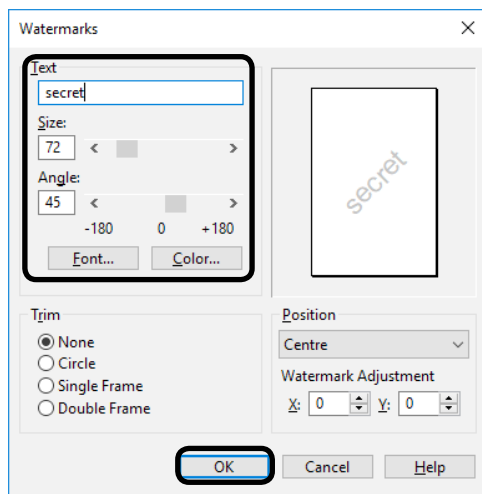 Watermarks
Text
secret
Size:
72
Angle:
45
-180 0 +180
Font... Color...
secret
Trim
None
Circle
Single Frame
Double Frame
Position
Centre
Watermark Adjustment
X: 0 Y: 0
OK Cancel Help